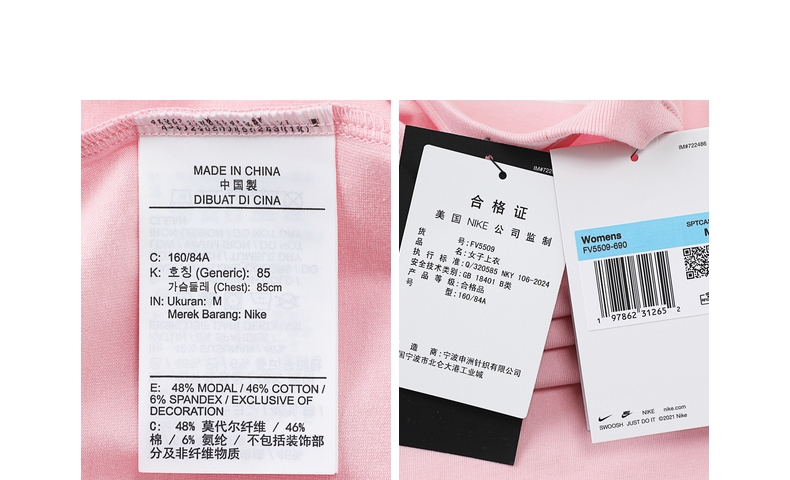 MADE IN CHINA
中国製
DIBUAT DI CINA
C: 160/84A
K: 호칭 (Generic): 85
가슴둘레 (Chest): 85cm
IN: Ukuran: M
Merek Barang: Nike
E: 48% MODAL / 46% COTTON /
6% SPANDEX / EXCLUSIVE OF
DECORATION
C: 48% 莫代尔纤维 / 46%
棉 / 6% 氨纶 / 不包括装饰部
分及非纤维物质
IM#722
合格证
美国 NIKE 公司监制
货号:FV5509
品名:女子上衣
执行标准:Q/320585 NKY 106-2024
安全技术类别:GB 18401 B类
产品等级:合格品
号型:160/84A
造商:宁波申洲针织有限公司
国宁波市北仑大港工业城
IM#722486
SPTCAS
Womens
M
FV5509-690
1 97862 31265 2
NIKE nike.com
SWOOSH JUST DO IT ©2021 Nike